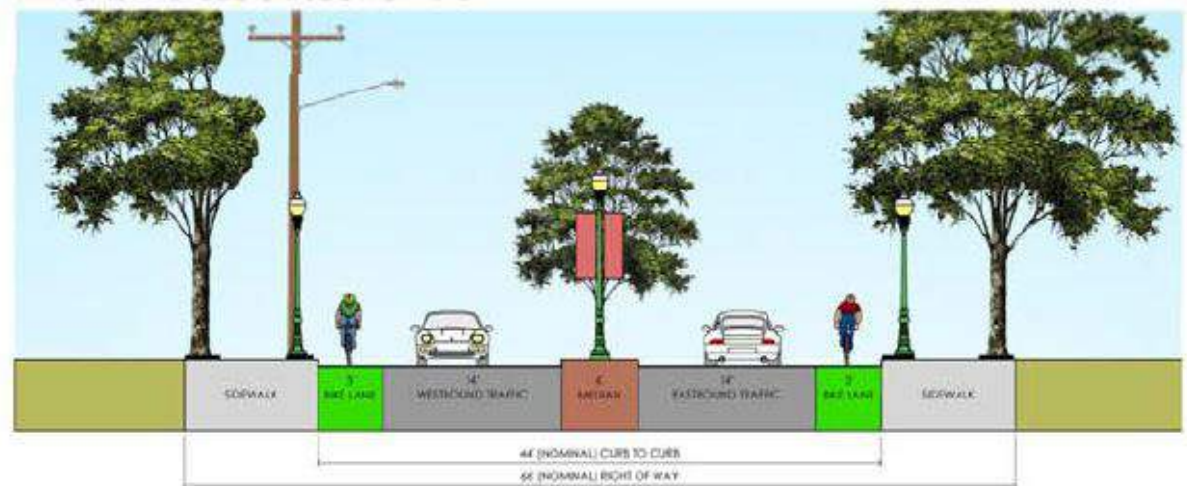 SIDEWALK
5'
BIKE LANE
14'
WESTBOUND TRAFFIC
6'
MEDIAN
14'
EASTBOUND TRAFFIC
5'
BIKE LANE
SIDEWALK
44' (NOMINAL) CURB TO CURB
66' (NOMINAL) RIGHT OF WAY